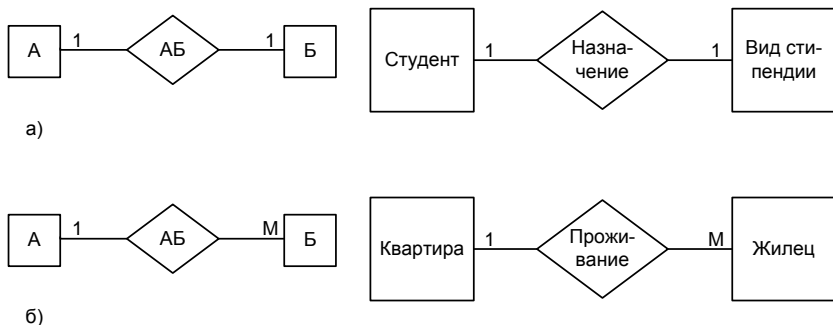 А 1 АБ 1 Б
Студент 1 Назна-
чение 1 Вид сти-
пендии
а)
А 1 АБ М Б
Квартира 1 Прожи-
вание М Жилец
б)